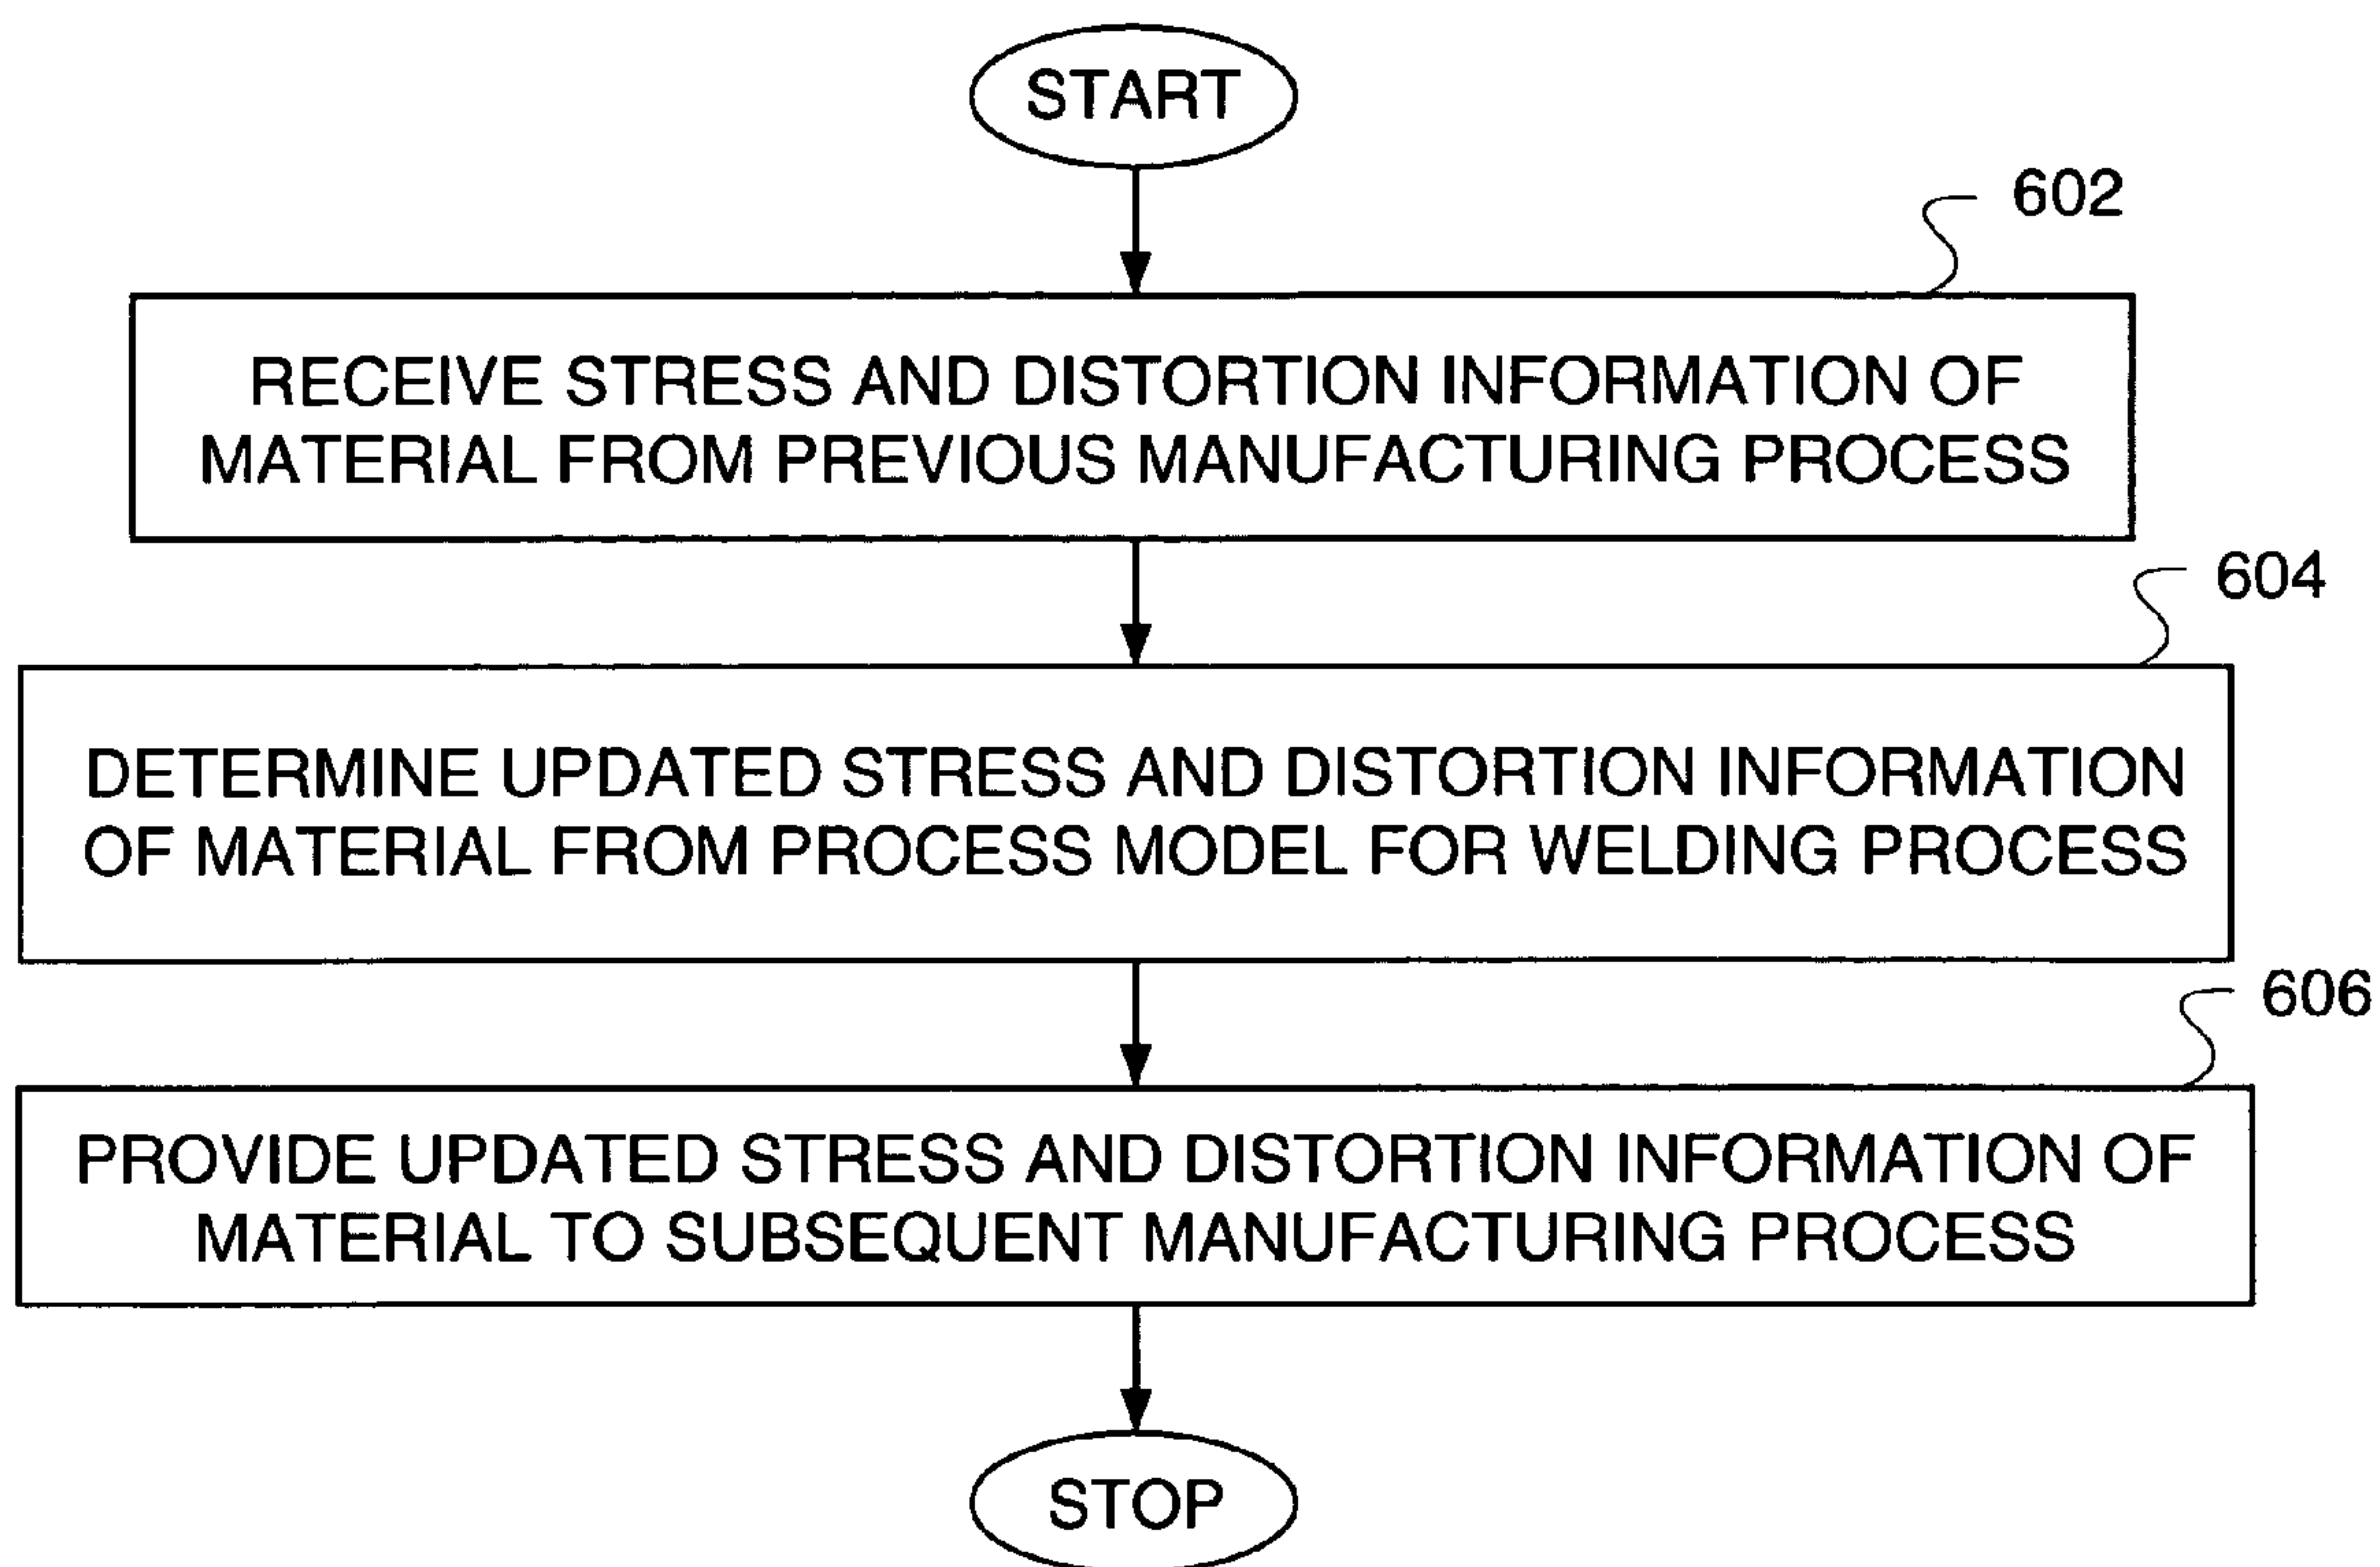 START
602
RECEIVE STRESS AND DISTORTION INFORMATION OF
MATERIAL FROM PREVIOUS MANUFACTURING PROCESS
604
DETERMINE UPDATED STRESS AND DISTORTION INFORMATION
OF MATERIAL FROM PROCESS MODEL FOR WELDING PROCESS
606
PROVIDE UPDATED STRESS AND DISTORTION INFORMATION OF
MATERIAL TO SUBSEQUENT MANUFACTURING PROCESS
STOP